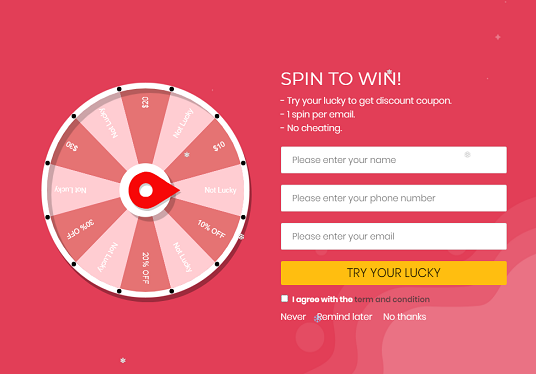 SPIN TO WIN!
- Try your lucky to get discount coupon.
- 1 spin per email.
- No cheating.
Please enter your name
Please enter your phone number
Please enter your email
TRY YOUR LUCKY
I agree with the term and condition
Never Remind later No thanks
$20
Not Lucky
$10
Not Lucky
10% OFF
Not Lucky
20% OFF
Not Lucky
30% OFF
Not Lucky
$30
Not Lucky